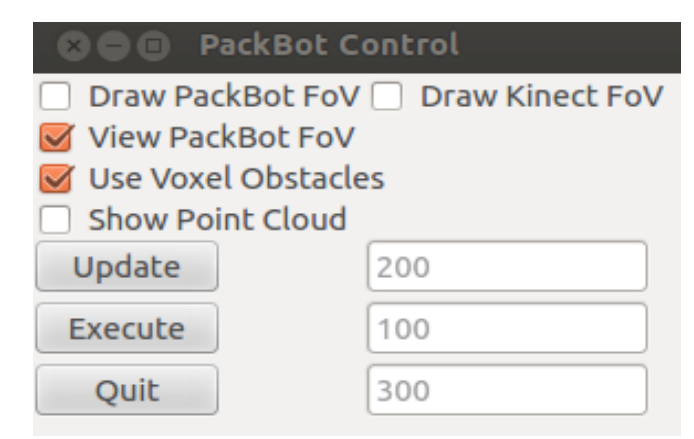 PackBot Control
Draw PackBot FoV Draw Kinect FoV
View PackBot FoV
Use Voxel Obstacles
Show Point Cloud
Update 200
Execute 100
Quit 300